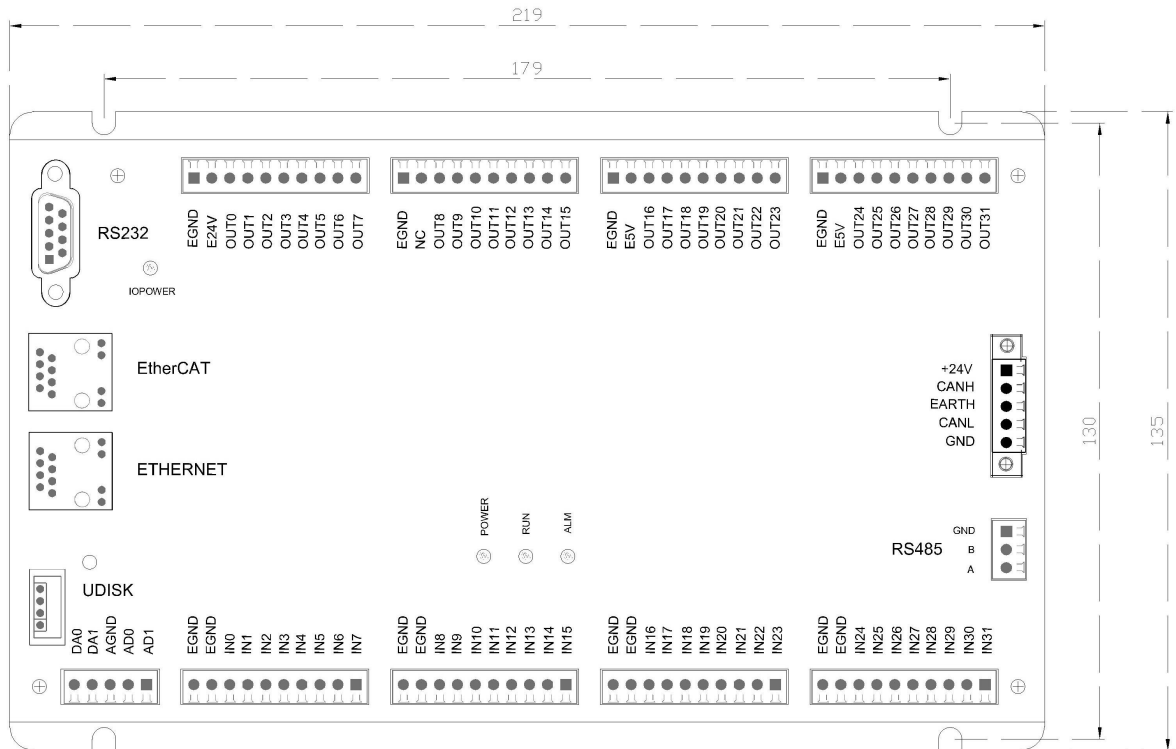 219
179
EGND
E24V
OUT0
OUT1
OUT2
OUT3
OUT4
OUT5
OUT6
OUT7
EGND
NC
OUT8
OUT9
OUT10
OUT11
OUT12
OUT13
OUT14
OUT15
EGND
E5V
OUT16
OUT17
OUT18
OUT19
OUT20
OUT21
OUT22
OUT23
EGND
E5V
OUT24
OUT25
OUT26
OUT27
OUT28
OUT29
OUT30
OUT31
RS232
IOPOWER
EtherCAT
ETHERNET
UDISK
POWER
RUN
ALM
+24V
CANH
EARTH
CANL
GND
RS485
GND
B
A
130
135
DA0
DA1
AGND
AD0
AD1
EGND
EGND
IN0
IN1
IN2
IN3
IN4
IN5
IN6
IN7
EGND
EGND
IN8
IN9
IN10
IN11
IN12
IN13
IN14
IN15
EGND
EGND
IN16
IN17
IN18
IN19
IN20
IN21
IN22
IN23
EGND
EGND
IN24
IN25
IN26
IN27
IN28
IN29
IN30
IN31